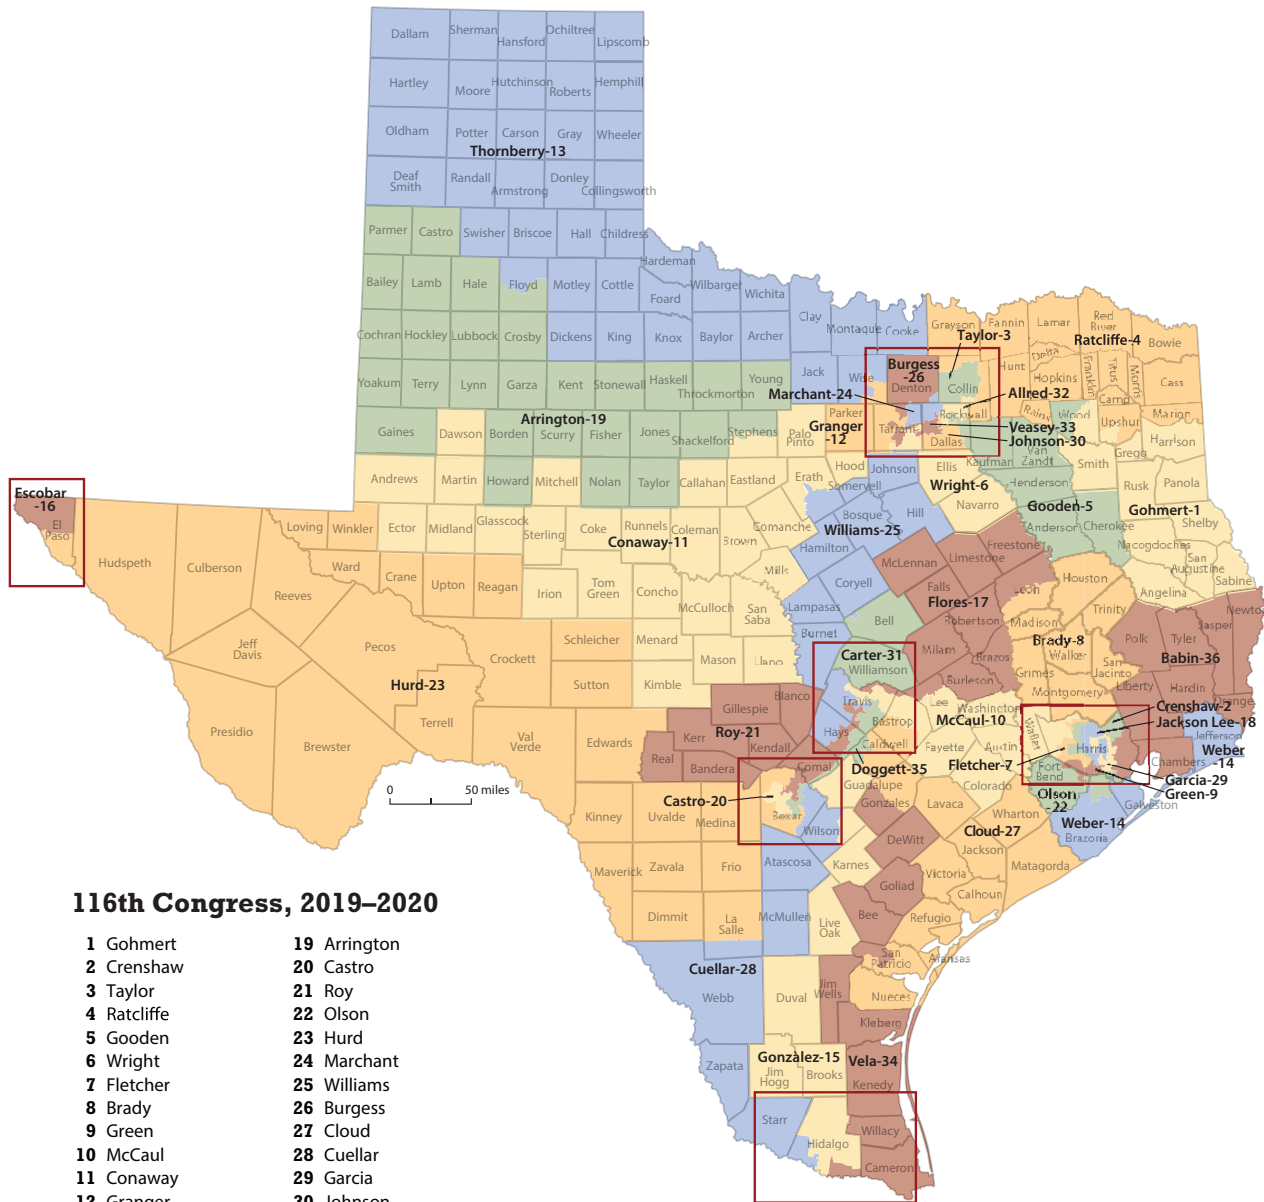 Dallam Sherman Hansford Ochiltree Lipscomb
Hartley Moore Hutchinson Roberts Hemphill
Oldham Potter Carson Gray Wheeler
Thornberry-13
Deaf Smith Randall Armstrong Donley Collingsworth
Parmer Castro Swisher Briscoe Hall Childress
Hardeman
Bailey Lamb Hale Floyd Motley Cottle Foard Wilbarger Wichita
Clay Montaque Cooke Grayson Fannin Lamar Red River Bowie
Cochran Hockley Lubbock Crosby Dickens King Knox Baylor Archer
Taylor-3 Ratcliffe-4
Yoakum Terry Lynn Garza Kent Stonewall Haskell Throckmorton Young Jack Wise
Burgess -26 Denton Collin Hunt Delta Hopkins Franklin Titus Morris Camp Cass
Marchant-24 Allred-32
Arrington-19
Gaines Dawson Borden Scurry Fisher Jones Shackelford Stephens Palo Pinto Parker
Granger -12 Tarrant Dallas Rockwall Rains Wood Upshur Marion
Veasey-33
Johnson-30
Harrison Gregg
Andrews Martin Howard Mitchell Nolan Taylor Callahan Eastland Erath Hood Somervell Johnson Ellis Kaufman Van Zandt Smith Rusk Panola
Wright-6 Navarro Henderson
Escobar -16
El Paso
Hudspeth Culberson Reeves Loving Winkler Ector Midland Glasscock Sterling Coke Runnels Coleman Brown Comanche
Conaway-11
Bosque Hill
Williams-25
Hamilton
Gooden-5 Anderson Cherokee
Gohmert-1 Shelby Nacogdoches San Augustine Sabine Angelina
Ward Crane Upton Reagan Irion Tom Green Concho McCulloch San Saba Mills Lampasas Coryell McLennan Limestone Freestone
Falls
Flores-17
Leon Houston Trinity Polk Tyler Jasper Newto
Jeff Davis Pecos Crockett Schleicher Menard Mason Llano Burnet Bell Milam Robertson Brazos Madison
Brady-8
Walker San Jacinto Grimes
Babin-36
Carter-31
Williamson Burleson Montgomery Liberty Hardin Orange
Hurd-23
Sutton Kimble
Presidio Brewster Terrell Val Verde Edwards
Gillespie Blanco Travis Hays Bastrop Lee Washington
McCaul-10
Waller Harris
Crenshaw-2
Jackson Lee-18
Jefferson
Roy-21
Kerr Kendall Real Bandera Comal Caldwell Fayette Austin
Fletcher-7
Fort Bend Chambers
Weber -14
Doggett-35
Guadalupe Colorado
Garcia-29
Green-9
Castro-20
Bexar Gonzales Lavaca Wharton
Olson -22
Galveston
Weber-14
Brazoria
0 50 miles
Kinney Uvalde Medina Wilson DeWitt
Cloud-27
Jackson Matagorda
Maverick Zavala Frio Atascosa Karnes Goliad Victoria Calhoun
Dimmit La Salle McMullen Live Oak Bee Refugio
San Patricio Aransas
Cuellar-28
Webb Duval Jim Wells Nueces
Kleberg
Zapata
Gonzàlez-15
Vela-34
Jim Hogg Brooks Kenedy
Starr Hidalgo Willacy
Cameron
116th Congress, 2019–2020
1 Gohmert
2 Crenshaw
3 Taylor
4 Ratcliffe
5 Gooden
6 Wright
7 Fletcher
8 Brady
9 Green
10 McCaul
11 Conaway
12 Granger
19 Arrington
20 Castro
21 Roy
22 Olson
23 Hurd
24 Marchant
25 Williams
26 Burgess
27 Cloud
28 Cuellar
29 Garcia
30 Johnson